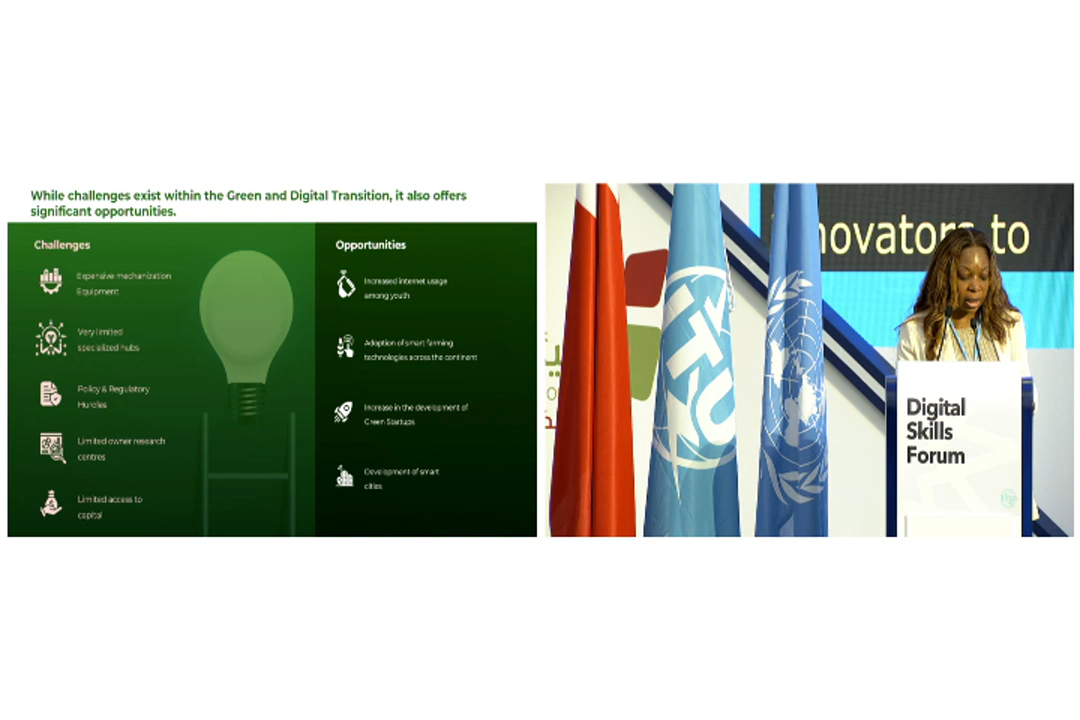 While challenges exist within the Green and Digital Transition, it also offers
significant opportunities.
Challenges
Expensive mechanization
Equipment
Very limited
specialized hubs
Policy & Regulatory
Hurdles
Limited owner research
centres
Limited access to
capital
Opportunities
Increased internet usage
among youth
Adoption of smart farming
technologies across the continent
Increase in the development of
Green Startups
Development of smart
cities
novators to
ITU
Digital
Skills
Forum